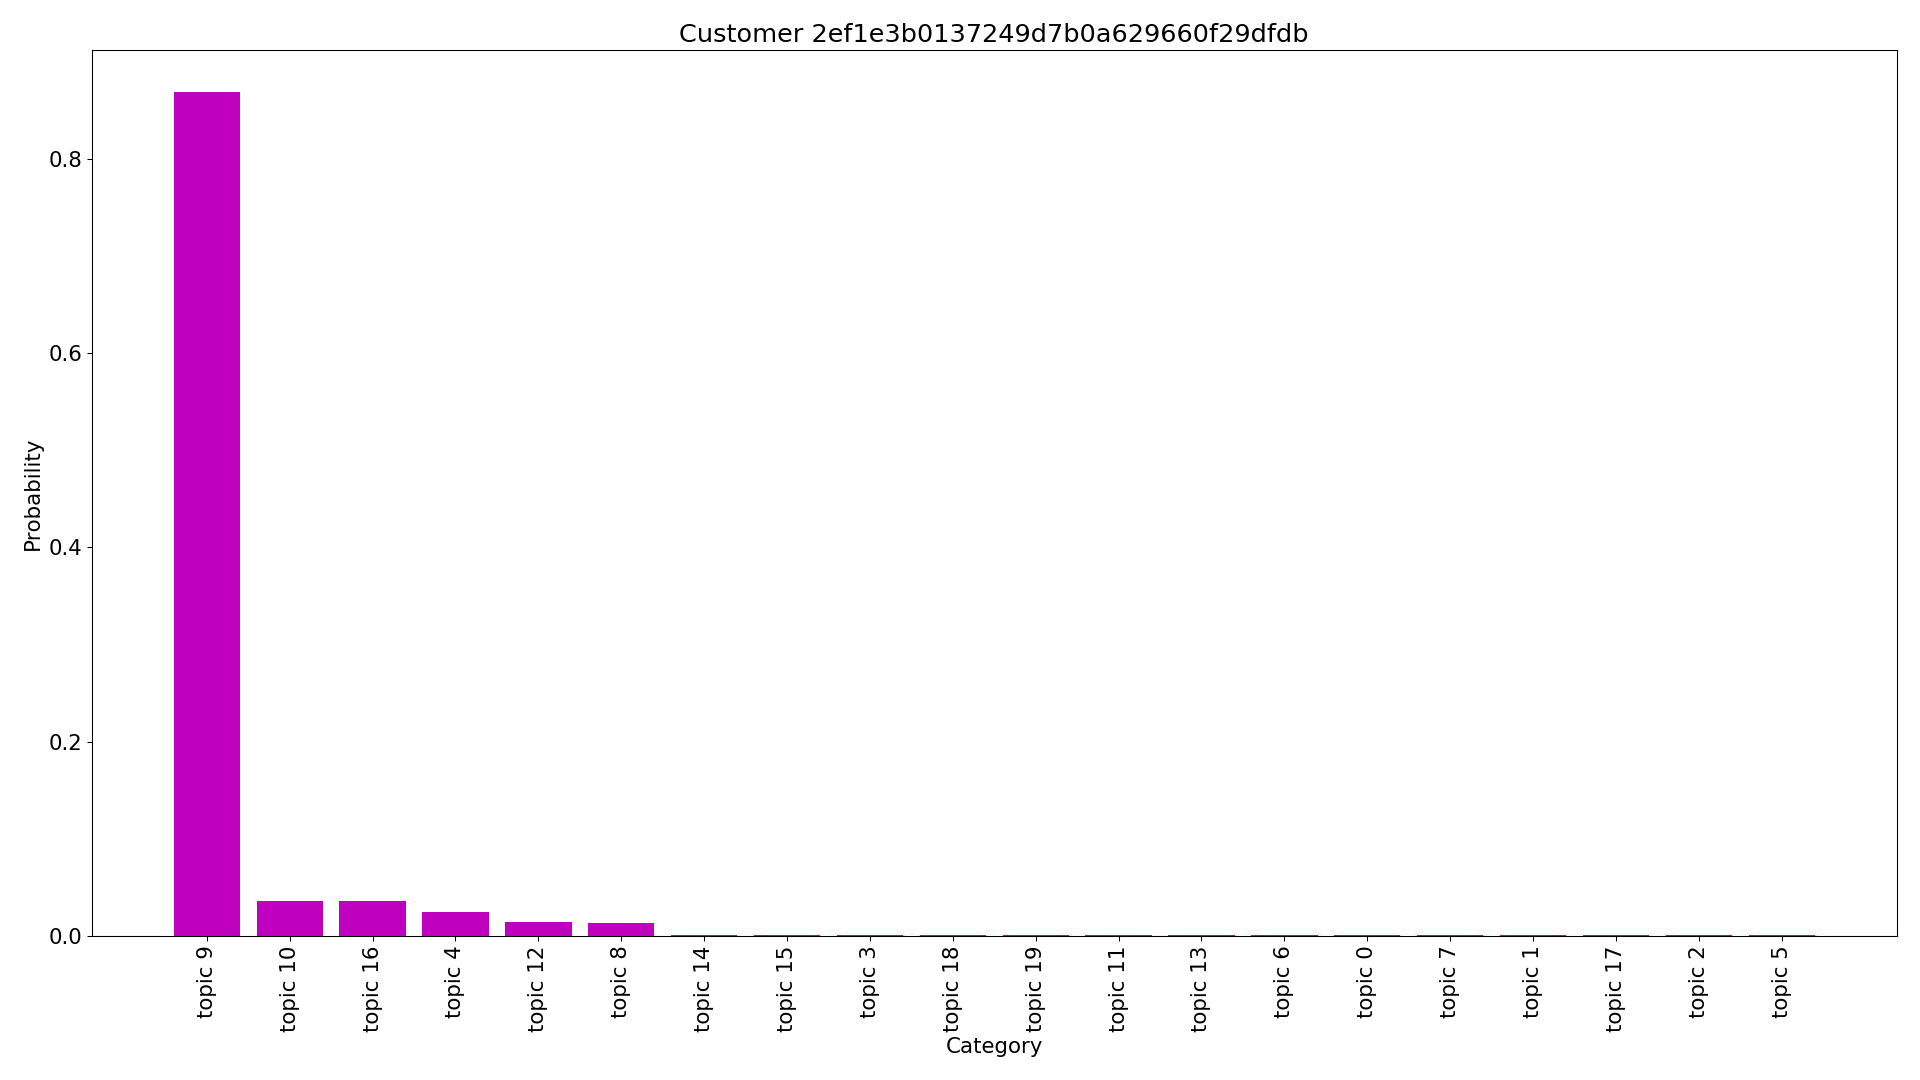 Customer 2ef1e3b0137249d7b0a629660f29dfdb
Probability
0.8
0.6
0.4
0.2
0.0
topic 9
topic 10
topic 16
topic 4
topic 12
topic 8
topic 14
topic 15
topic 3
topic 18
topic 19
topic 11
topic 13
topic 6
topic 0
topic 7
topic 1
topic 17
topic 2
topic 5
Category